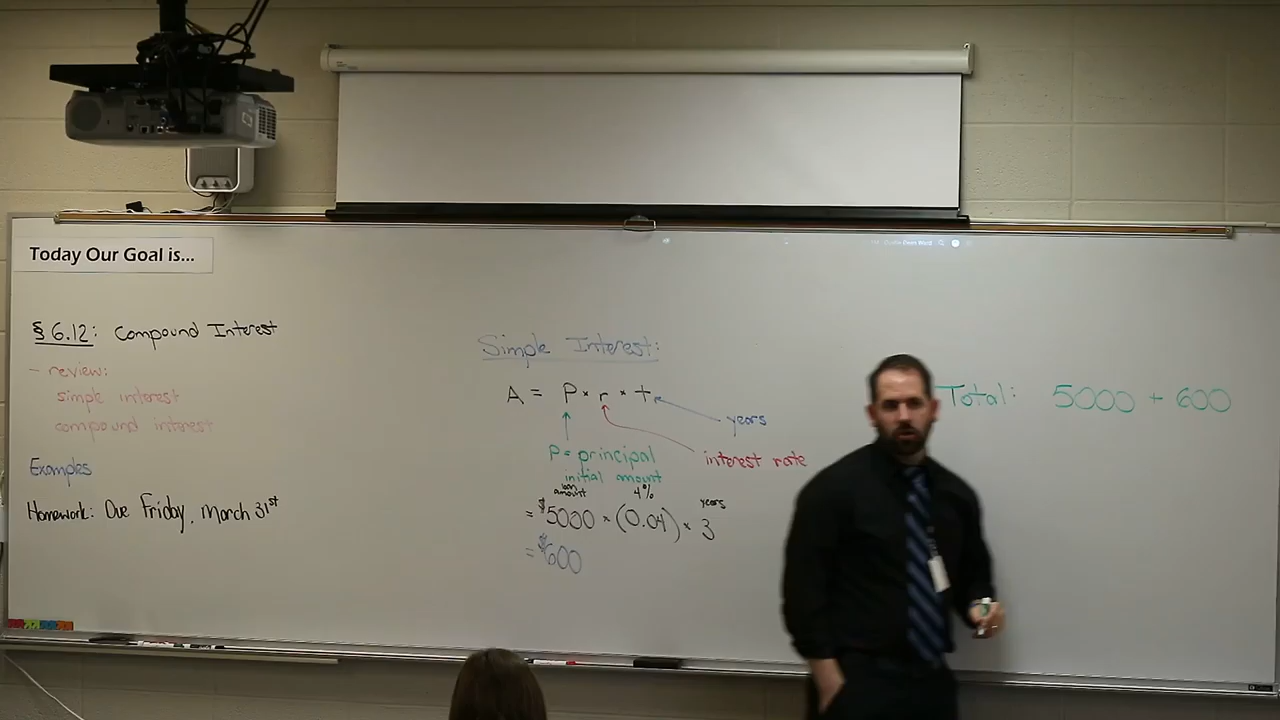 Today Our Goal is...
§ 6.12: Compound Interest
- review:
simple interest
compound interest
Examples
Homework: Due Friday, March 31st
Simple Interest:
A = P × r × t
years
P = principal
initial amount
interest rate
loan amount
4%
years
= $5000 × (0.04) × 3
= $600
Total: 5000 + 600